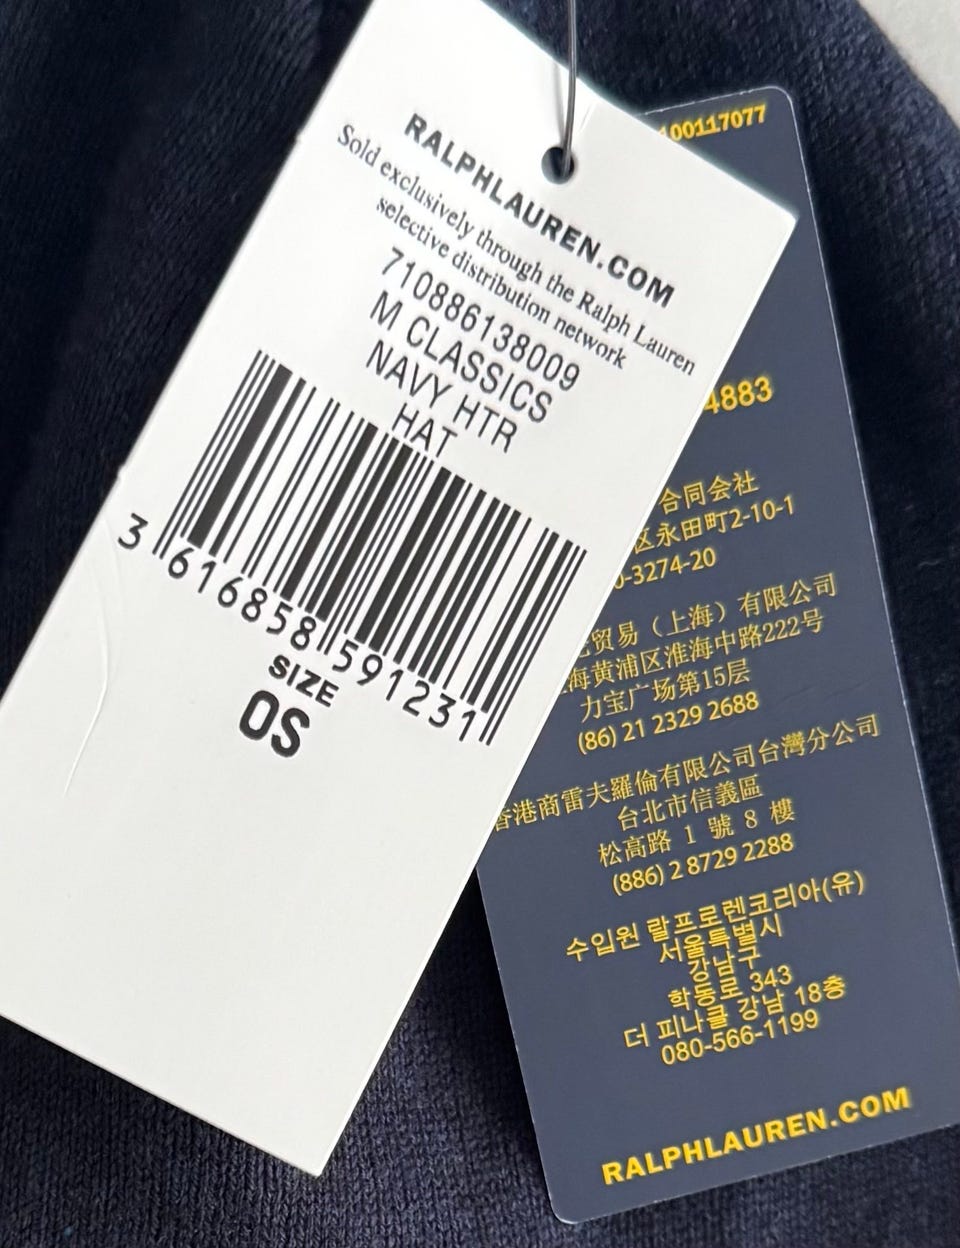 RALPHLAUREN.COM
Sold exclusively through the Ralph Lauren
selective distribution network
710886138009
M CLASSICS
NAVY HTR
HAT
3 616858 591231
SIZE
OS
100117077
4883
合同会社
区永田町2-10-1
-3274-20
贸易（上海）有限公司
海黄浦区淮海中路222号
力宝广场第15层
(86) 21 2329 2688
香港商雷夫羅倫有限公司台灣分公司
台北市信義區
松高路 1 號 8 樓
(886) 2 8729 2288
수입원 랄프로렌코리아(유)
서울특별시
강남구
학동로 343
더 피나클 강남 18층
080-566-1199
RALPHLAUREN.COM